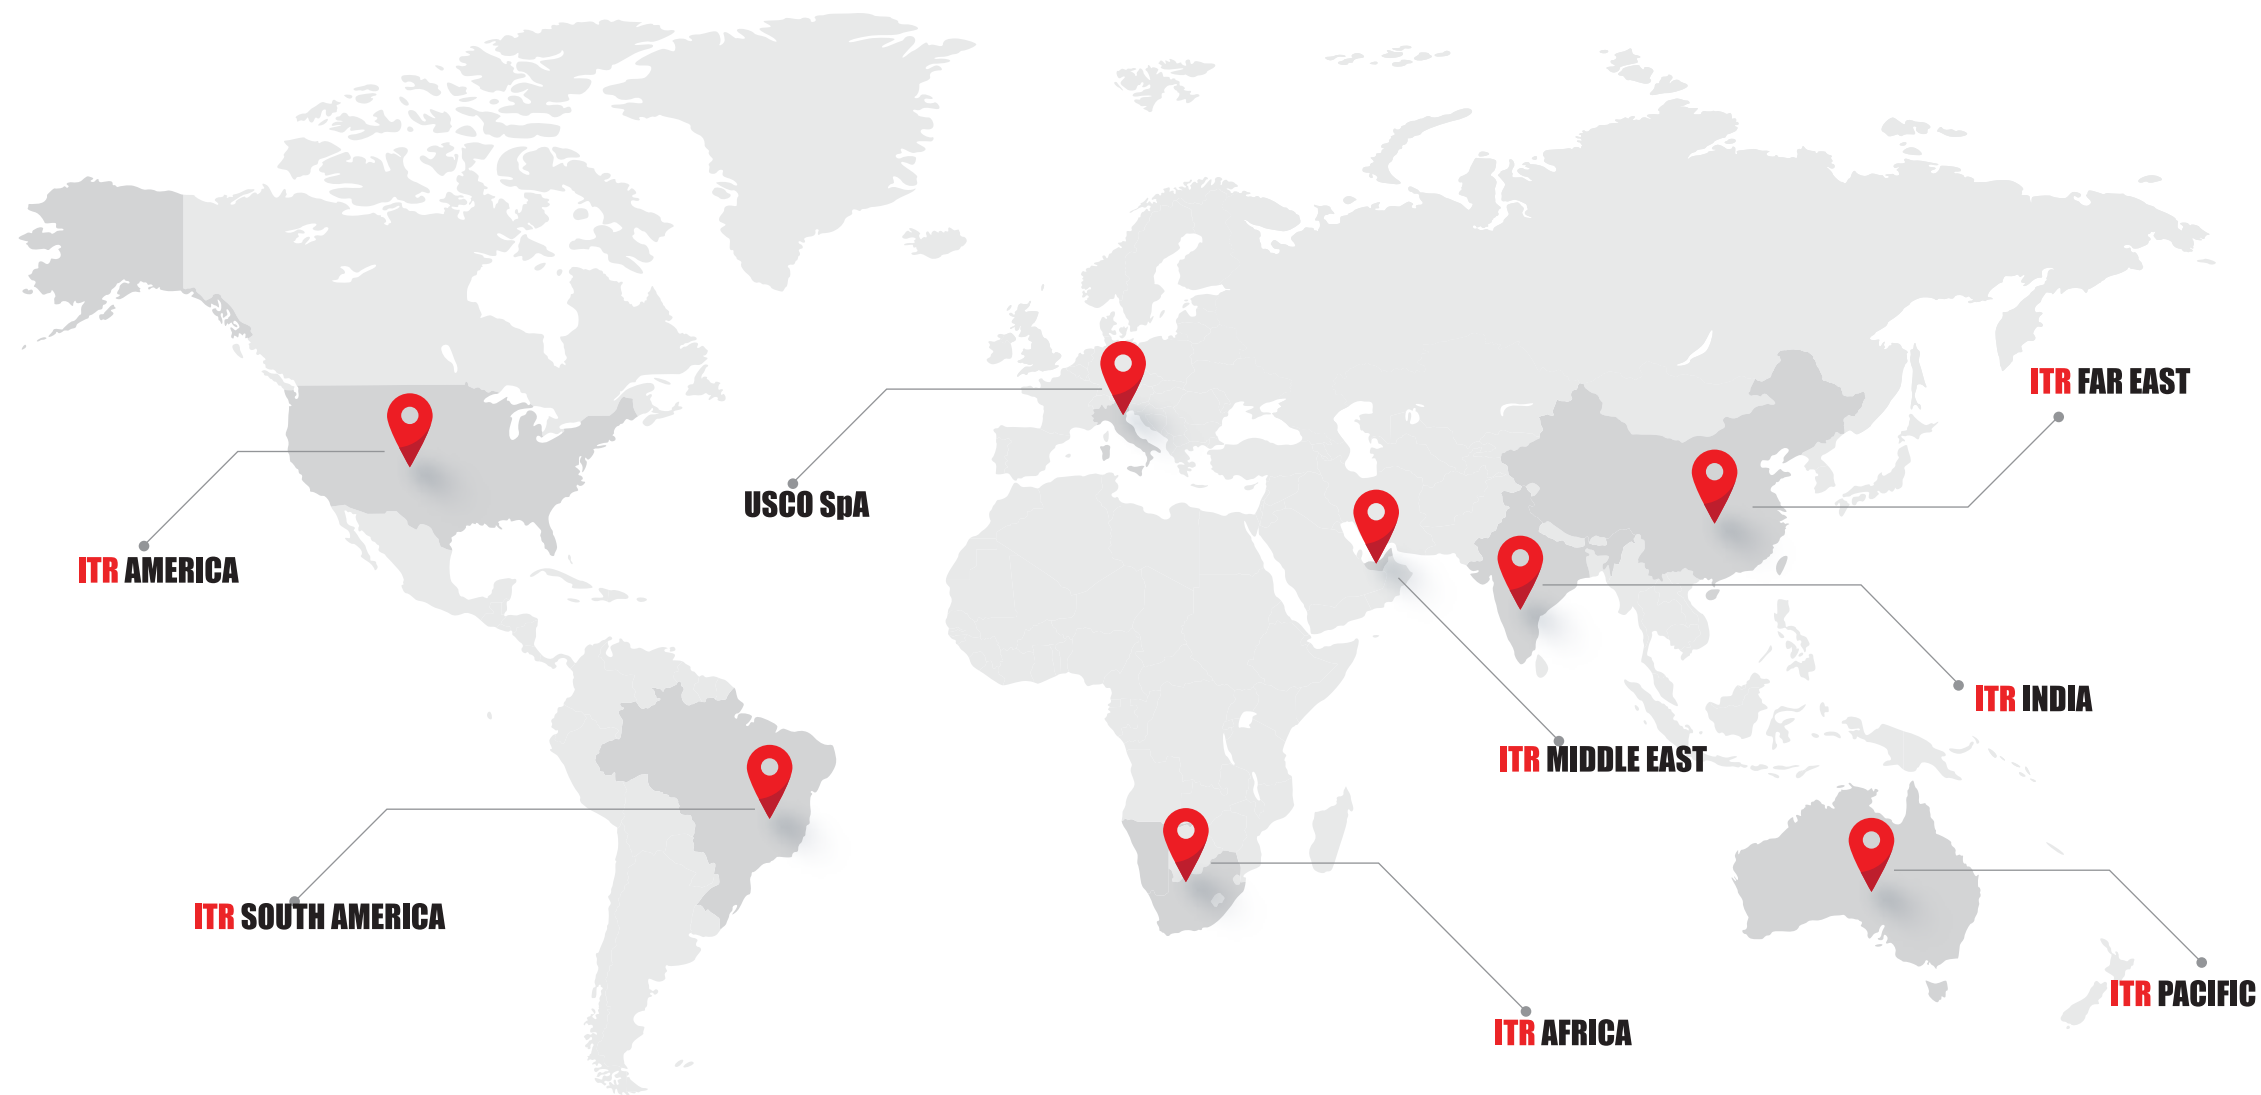 ITR FAR EAST
USCO SpA
ITR AMERICA
ITR INDIA
ITR MIDDLE EAST
ITR SOUTH AMERICA
ITR PACIFIC
ITR AFRICA